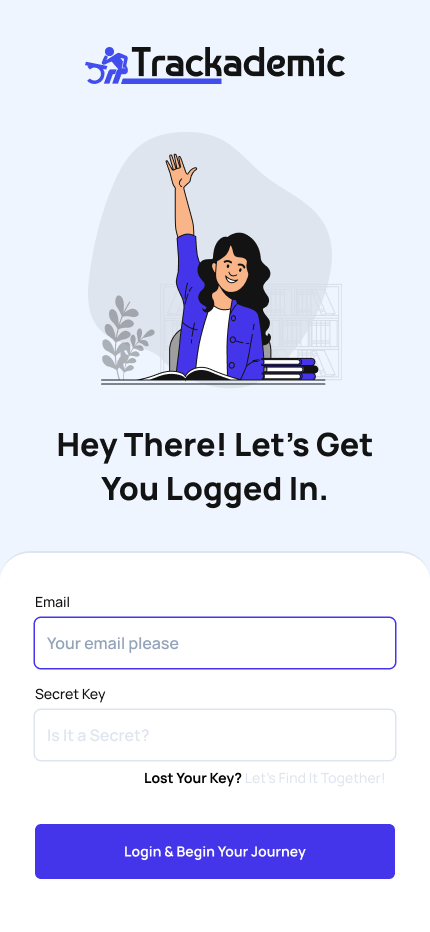 Trackademic
Hey There! Let's Get
You Logged In.
Email
Your email please
Secret Key
Is It a Secret?
Lost Your Key? Let's Find It Together!
Login & Begin Your Journey